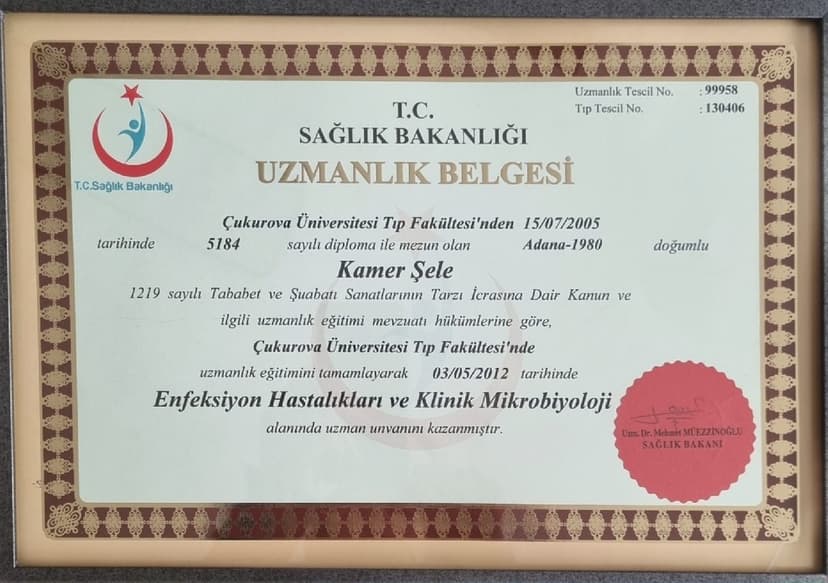 Uzmanlık Tescil No. : 99958
Tıp Tescil No. : 130406
T.C.Sağlık Bakanlığı
T.C.
SAĞLIK BAKANLIĞI
UZMANLIK BELGESİ
Çukurova Üniversitesi Tıp Fakültesi'nden 15/07/2005
tarihinde 5184 sayılı diploma ile mezun olan Adana-1980 doğumlu
Kamer Şele
1219 sayılı Tababet ve Şuabatı Sanatlarının Tarzı İcrasına Dair Kanun ve
ilgili uzmanlık eğitimi mevzuatı hükümlerine göre,
Çukurova Üniversitesi Tıp Fakültesi'nde
uzmanlık eğitimini tamamlayarak 03/05/2012 tarihinde
Enfeksiyon Hastalıkları ve Klinik Mikrobiyoloji
alanında uzman unvanını kazanmıştır.
Uzm. Dr. Mehmet MÜEZZİNOĞLU
SAĞLIK BAKANI